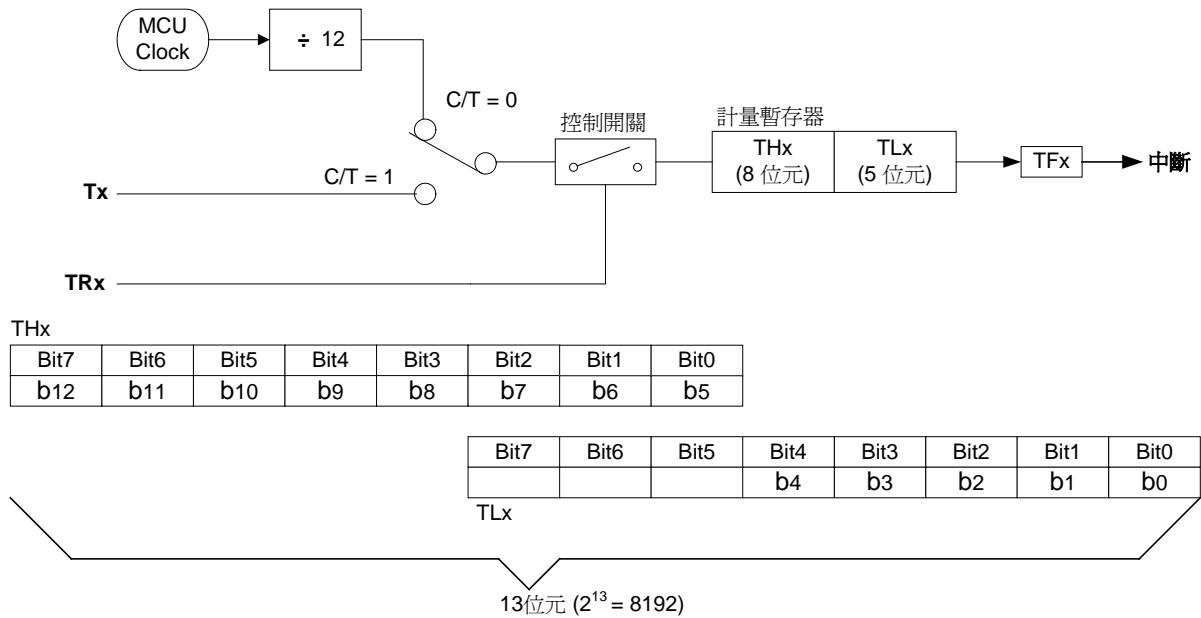 MCU
Clock
÷ 12
C/T = 0
控制開關
計量暫存器
THx
(8 位元)
TLx
(5 位元)
TFx
中斷
C/T = 1
Tx
TRx
THx
Bit7 Bit6 Bit5 Bit4 Bit3 Bit2 Bit1 Bit0
b12 b11 b10 b9 b8 b7 b6 b5
Bit7 Bit6 Bit5 Bit4 Bit3 Bit2 Bit1 Bit0
b4 b3 b2 b1 b0
TLx
13位元 (2¹³ = 8192)